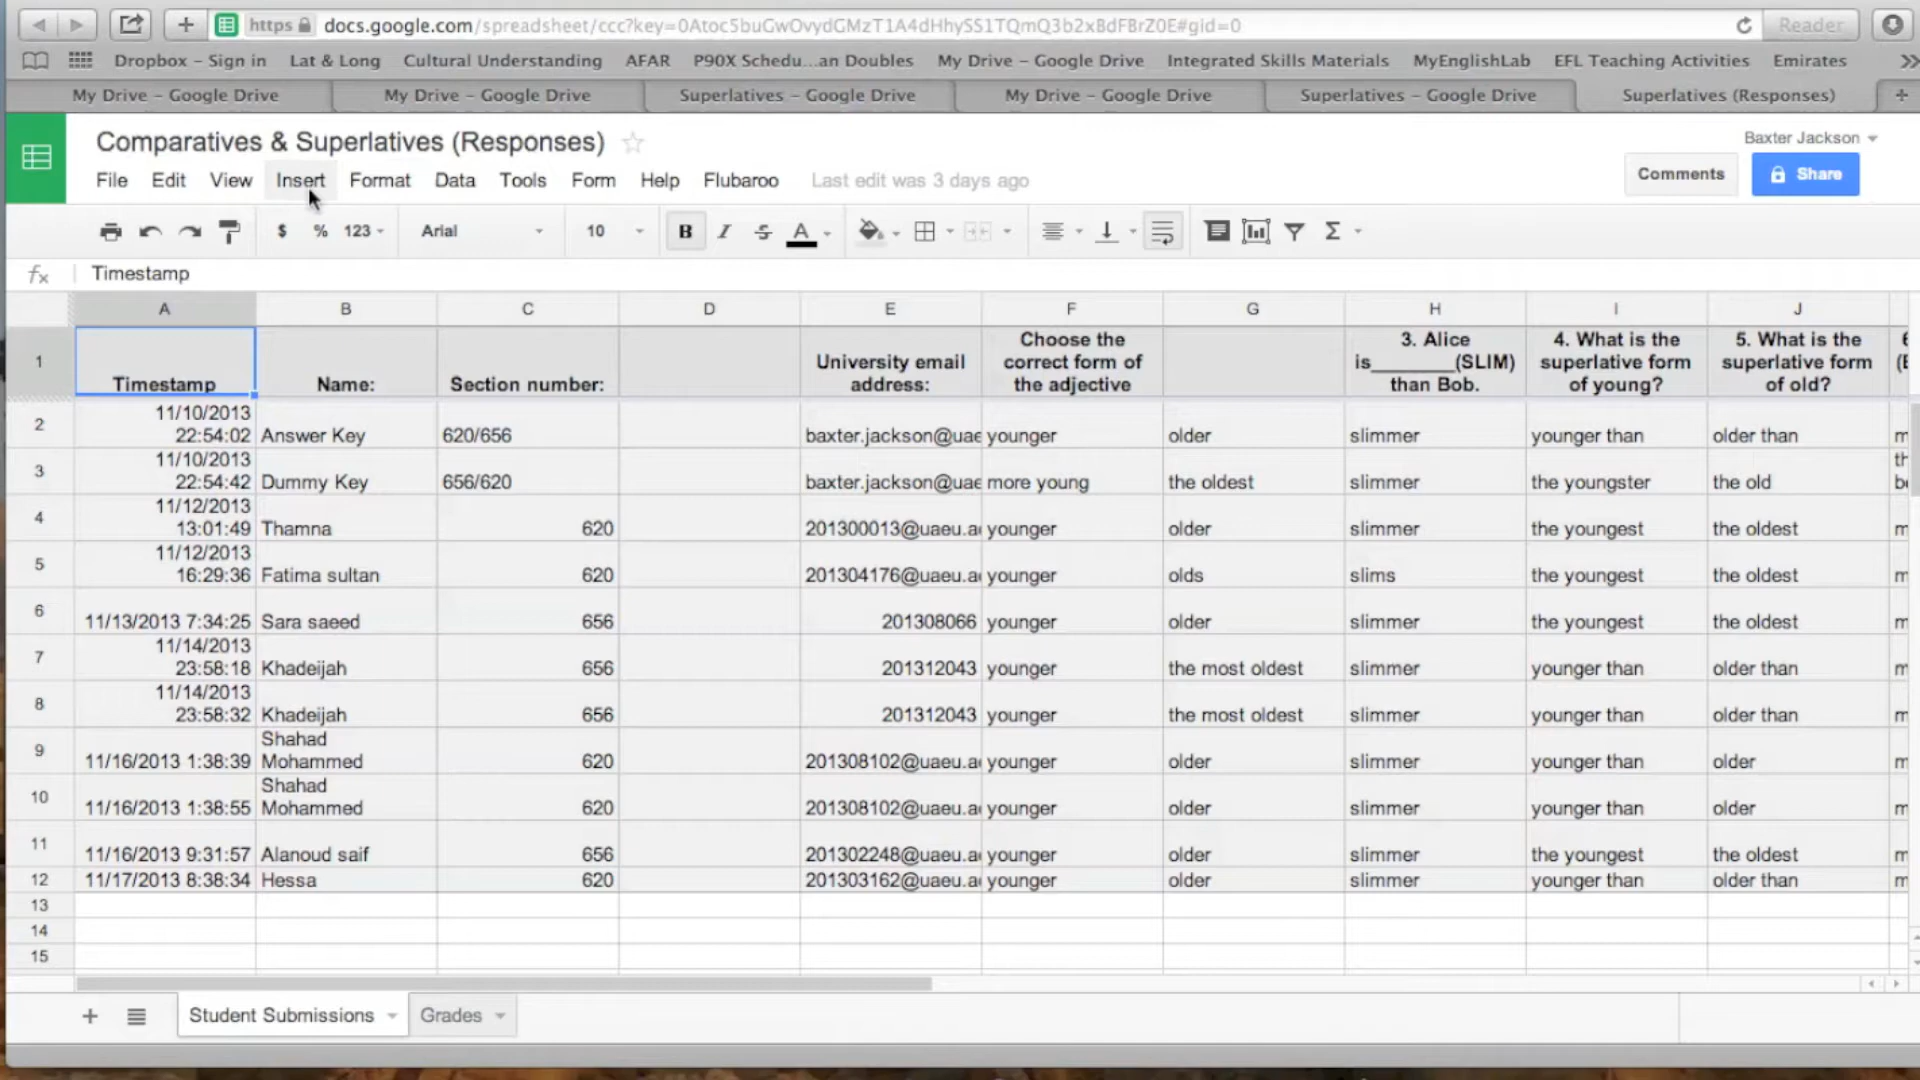 https docs.google.com/spreadsheet/ccc?key=0Atoc5buGwOvydGMzT1A4dHhySS1TQmQ3b2xBdFBrZ0E#gid=0 Reader
Dropbox – Sign in Lat & Long Cultural Understanding AFAR P90X Schedu...an Doubles My Drive – Google Drive Integrated Skills Materials MyEnglishLab EFL Teaching Activities Emirates
My Drive – Google Drive My Drive – Google Drive Superlatives – Google Drive My Drive – Google Drive Superlatives – Google Drive Superlatives (Responses)
Comparatives & Superlatives (Responses) Baxter Jackson
File Edit View Insert Format Data Tools Form Help Flubaroo Last edit was 3 days ago Comments Share
$ % 123 Arial 10 B I S A Σ
fx Timestamp
A B C D E F G H I J
1 Timestamp Name: Section number: University email address: Choose the correct form of the adjective 3. Alice is________(SLIM) than Bob. 4. What is the superlative form of young? 5. What is the superlative form of old?
2 11/10/2013 22:54:02 Answer Key 620/656 baxter.jackson@uae younger older slimmer younger than older than
3 11/10/2013 22:54:42 Dummy Key 656/620 baxter.jackson@uae more young the oldest slimmer the youngster the old
4 11/12/2013 13:01:49 Thamna 620 201300013@uaeu.a younger older slimmer the youngest the oldest
5 11/12/2013 16:29:36 Fatima sultan 620 201304176@uaeu.a younger olds slims the youngest the oldest
6 11/13/2013 7:34:25 Sara saeed 656 201308066 younger older slimmer the youngest the oldest
7 11/14/2013 23:58:18 Khadeijah 656 201312043 younger the most oldest slimmer younger than older than
8 11/14/2013 23:58:32 Khadeijah 656 201312043 younger the most oldest slimmer younger than older than
9 11/16/2013 1:38:39 Shahad Mohammed 620 201308102@uaeu.a younger older slimmer younger than older
10 11/16/2013 1:38:55 Shahad Mohammed 620 201308102@uaeu.a younger older slimmer younger than older
11 11/16/2013 9:31:57 Alanoud saif 656 201302248@uaeu.a younger older slimmer the youngest the oldest
12 11/17/2013 8:38:34 Hessa 620 201303162@uaeu.a younger older slimmer younger than older than
13
14
15
Student Submissions Grades